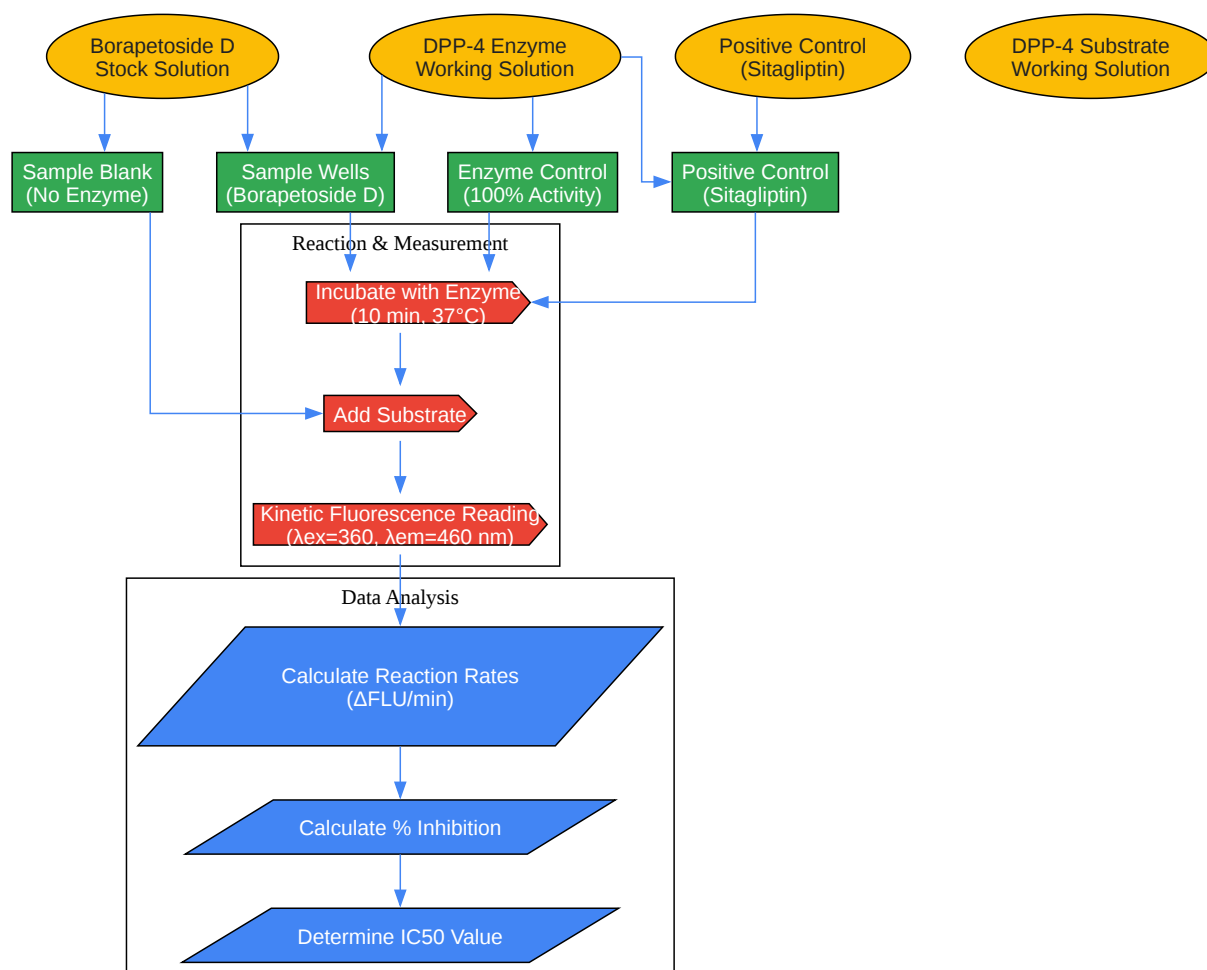 Borapetoside D
Stock Solution
DPP-4 Enzyme
Working Solution
Positive Control
(Sitagliptin)
DPP-4 Substrate
Working Solution
Sample Blank
(No Enzyme)
Sample Wells
(Borapetoside D)
Enzyme Control
(100% Activity)
Positive Control
(Sitagliptin)
Reaction & Measurement
Incubate with Enzyme
(10 min, 37°C)
Add Substrate
Kinetic Fluorescence Reading
(λex=360, λem=460 nm)
Data Analysis
Calculate Reaction Rates
(ΔFLU/min)
Calculate % Inhibition
Determine IC50 Value